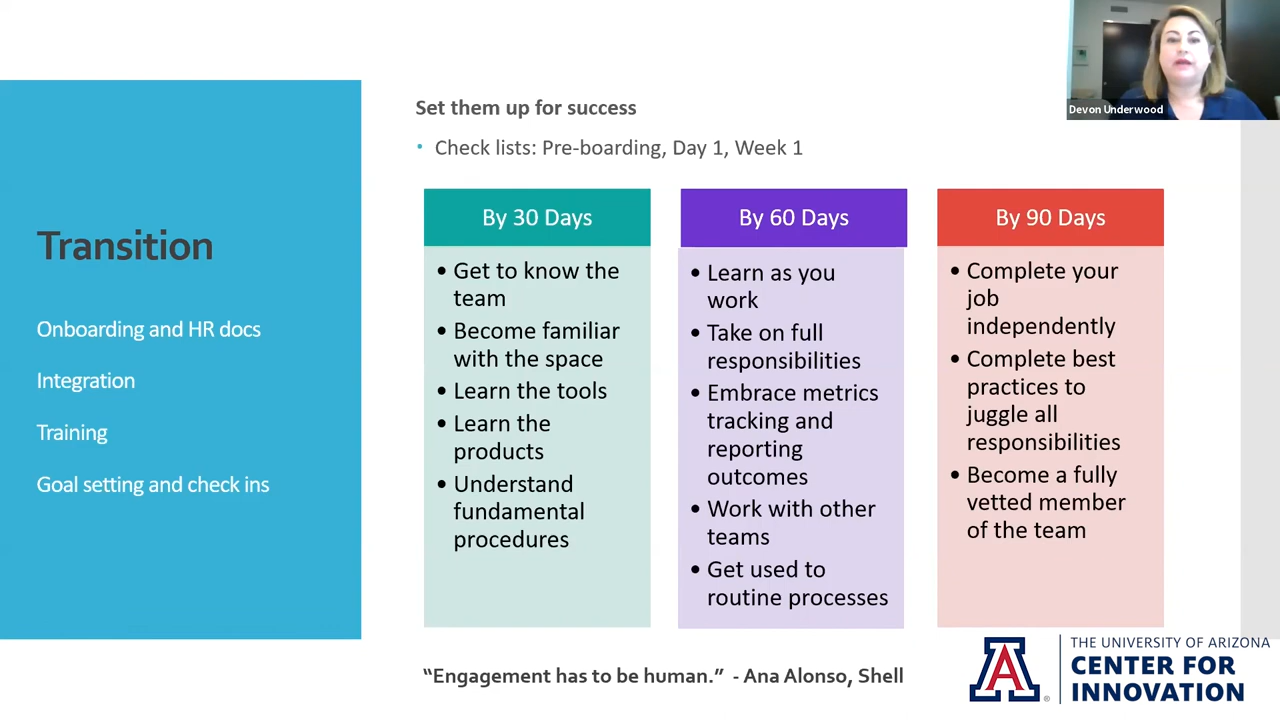 Devon Underwood
Transition
Onboarding and HR docs
Integration
Training
Goal setting and check ins
Set them up for success
• Check lists: Pre-boarding, Day 1, Week 1
By 30 Days
• Get to know the
team
• Become familiar
with the space
• Learn the tools
• Learn the
products
• Understand
fundamental
procedures
By 60 Days
• Learn as you
work
• Take on full
responsibilities
• Embrace metrics
tracking and
reporting
outcomes
• Work with other
teams
• Get used to
routine processes
By 90 Days
• Complete your
job
independently
• Complete best
practices to
juggle all
responsibilities
• Become a fully
vetted member
of the team
“Engagement has to be human.” - Ana Alonso, Shell
A
®
THE UNIVERSITY OF ARIZONA
CENTER FOR
INNOVATION